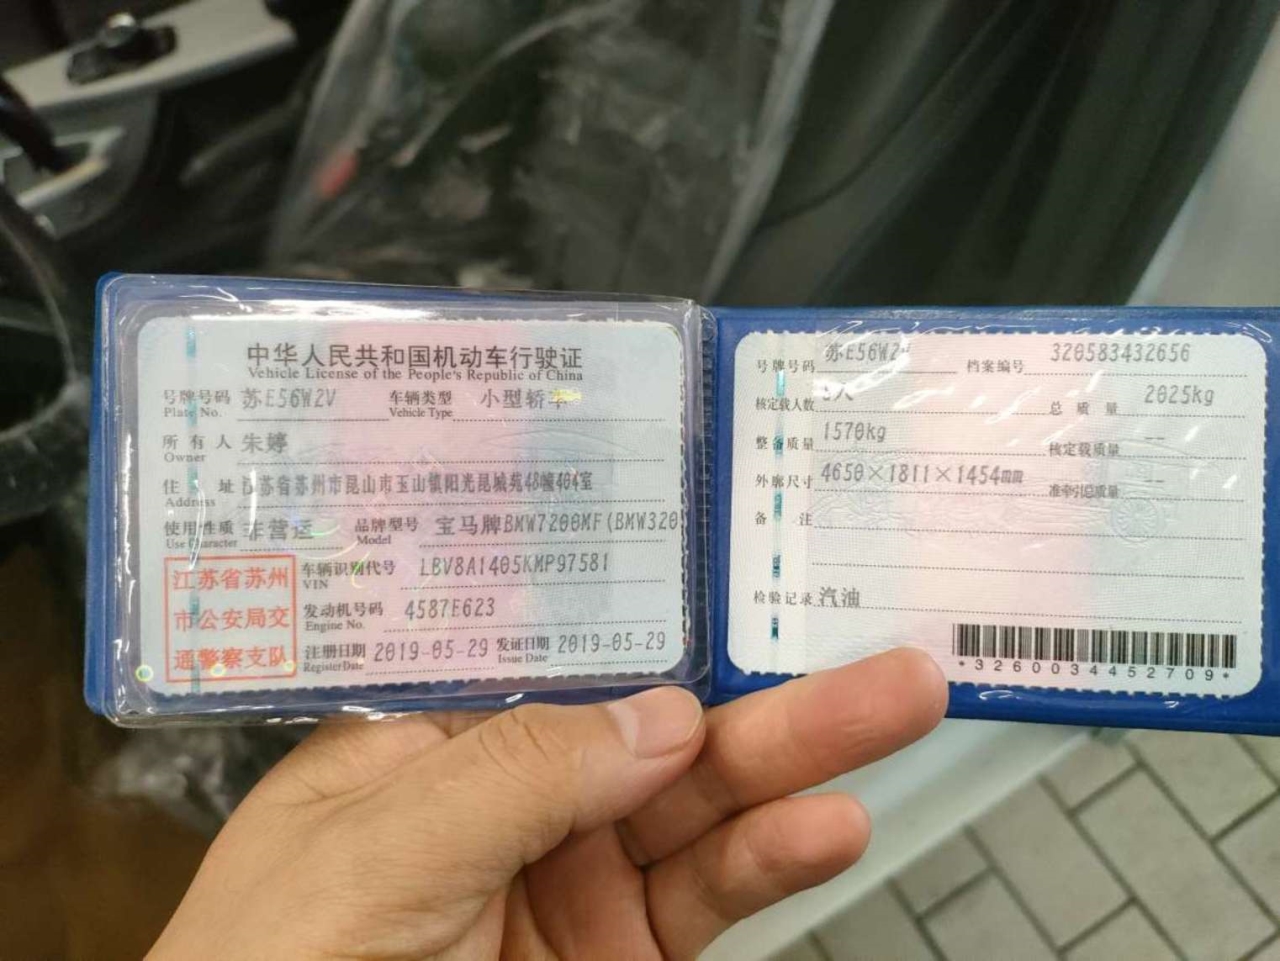 中华人民共和国机动车行驶证
Vehicle License of the People's Republic of China
号牌号码 苏E56W2V 车辆类型 小型轿车
Plate No. Vehicle Type
所有人 朱婷
Owner
住址 江苏省苏州市昆山市玉山镇阳光昆城苑48幢404室
Address
使用性质 非营运 品牌型号 宝马牌BMW7200MF(BMW320
Use Character Model
江苏省苏州
市公安局交
通警察支队
车辆识别代号 LBV8A1405KMP97581
VIN
发动机号码 4587E623
Engine No.
注册日期 2019-05-29 发证日期 2019-05-29
Register Date Issue Date
号牌号码 苏E56W2V 档案编号 320583432656
核定载人数 人 总质量 2025kg
整备质量 1570kg 核定载质量 --
外廓尺寸 4650×1811×1454mm 准牵引总质量 --
备注
检验记录 汽油
*3260034452709*